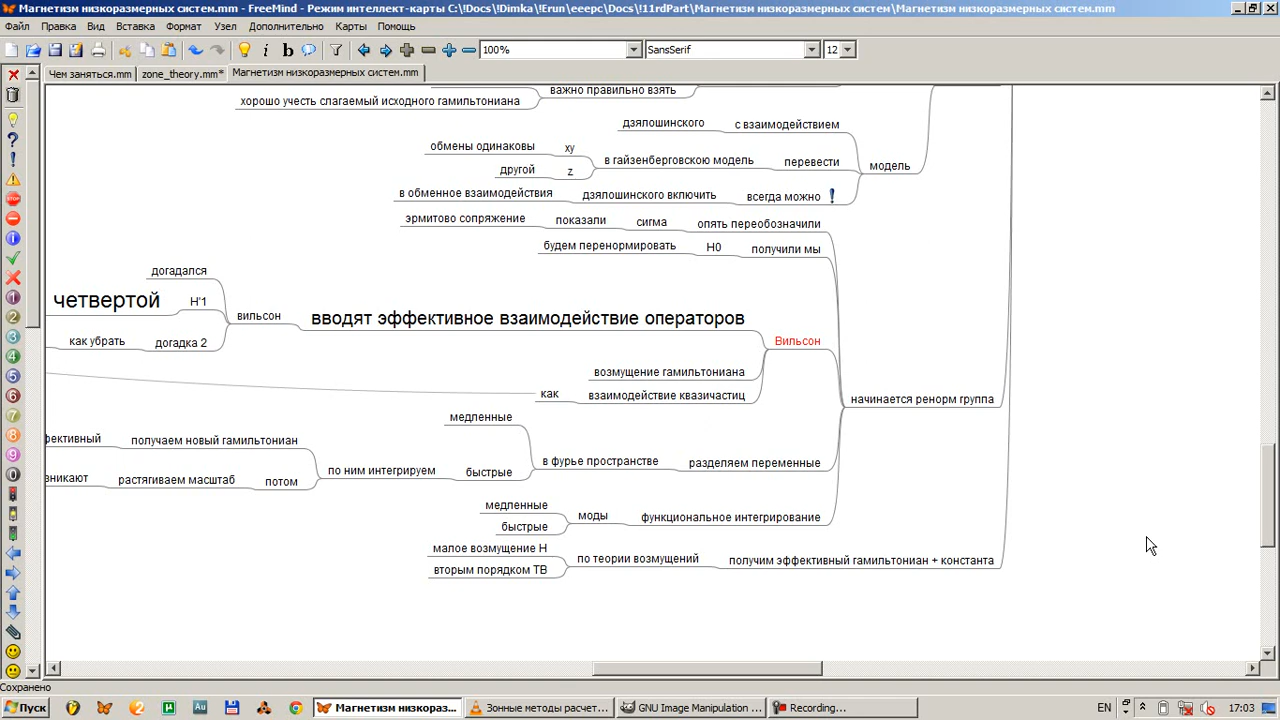 Магнетизм низкоразмерных систем.mm - FreeMind - Режим интеллект-карты C:\!Docs\!Dimka\!Erun\eeepc\Docs\!11rdPart\Магнетизм низкоразмерных систем\Магнетизм низкоразмерных систем.mm
Файл Правка Вид Вставка Формат Узел Дополнительно Карты Помощь
100% SansSerif 12
Чем заняться.mm zone_theory.mm* Магнетизм низкоразмерных систем.mm
хорошо учесть слагаемый исходного гамильтониана важно правильно взять
дзялошинского с взаимодействием
обмены одинаковы xy
другой z в гайзенберговскою модель перевести модель
в обменное взаимодействия дзялошинского включить всегда можно
эрмитово сопряжение показали сигма опять переобозначили
будем перенормировать H0 получили мы
догадался
четвертой H'1 вильсон вводят эффективное взаимодействие операторов
как убрать догадка 2 Вильсон
возмущение гамильтониана
как взаимодействие квазичастиц
начинается ренорм группа
медленные
фективный получаем новый гамильтониан
в фурье пространстве разделяем переменные
по ним интегрируем быстрые
зникают растягиваем масштаб потом
медленные
моды функциональное интегрирование
быстрые
малое возмущение H
по теории возмущений получим эффективный гамильтониан + константа
вторым порядком ТВ
Сохранено
Пуск Магнетизм низкораз... Зонные методы расчет... GNU Image Manipulation ... Recording... EN 17:03